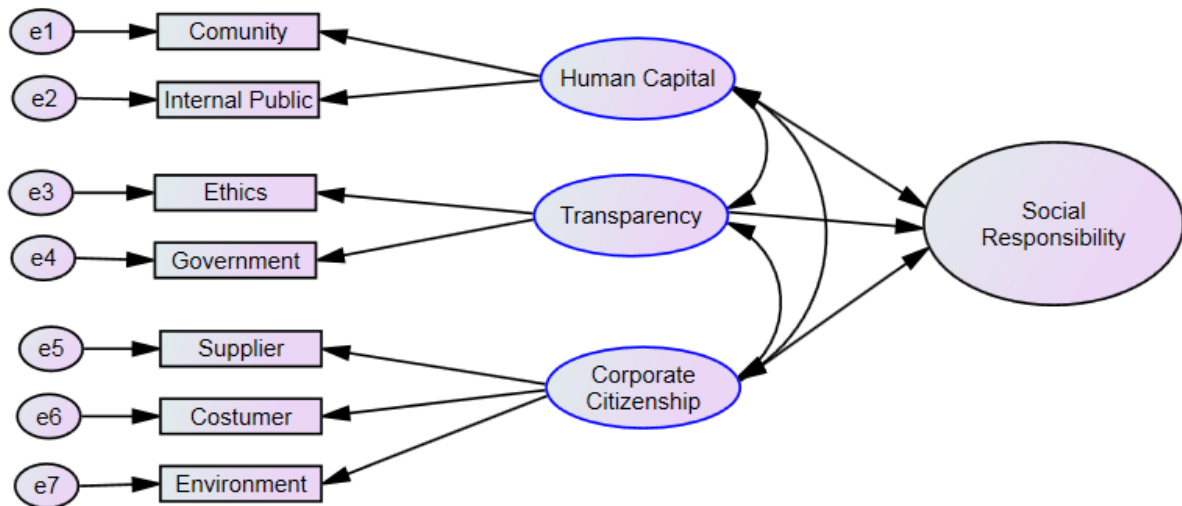 e1
Comunity
e2
Internal Public
Human Capital
e3
Ethics
e4
Government
Transparency
Social
Responsibility
e5
Supplier
e6
Costumer
e7
Environment
Corporate
Citizenship